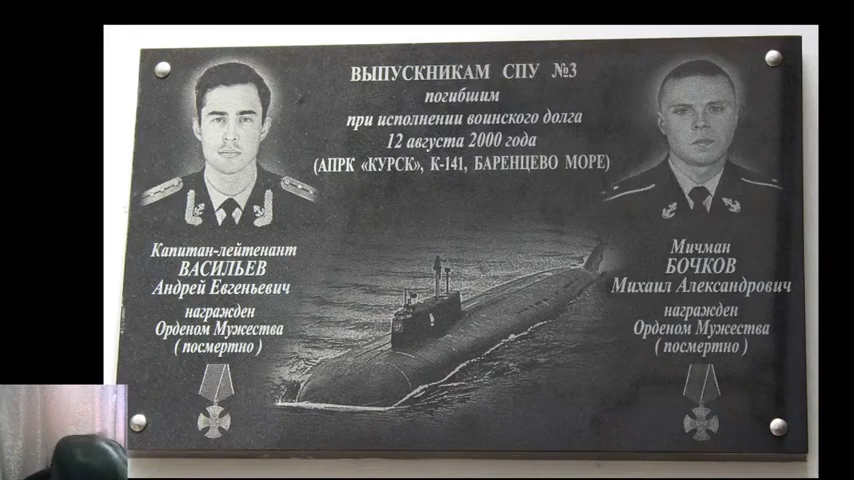 ВЫПУСКНИКАМ СПУ №3
погибшим
при исполнении воинского долга
12 августа 2000 года
(АПРК «КУРСК», К-141, БАРЕНЦЕВО МОРЕ)
Капитан-лейтенант
ВАСИЛЬЕВ
Андрей Евгеньевич
награжден
Орденом Мужества
( посмертно )
Мичман
БОЧКОВ
Михаил Александрович
награжден
Орденом Мужества
( посмертно )